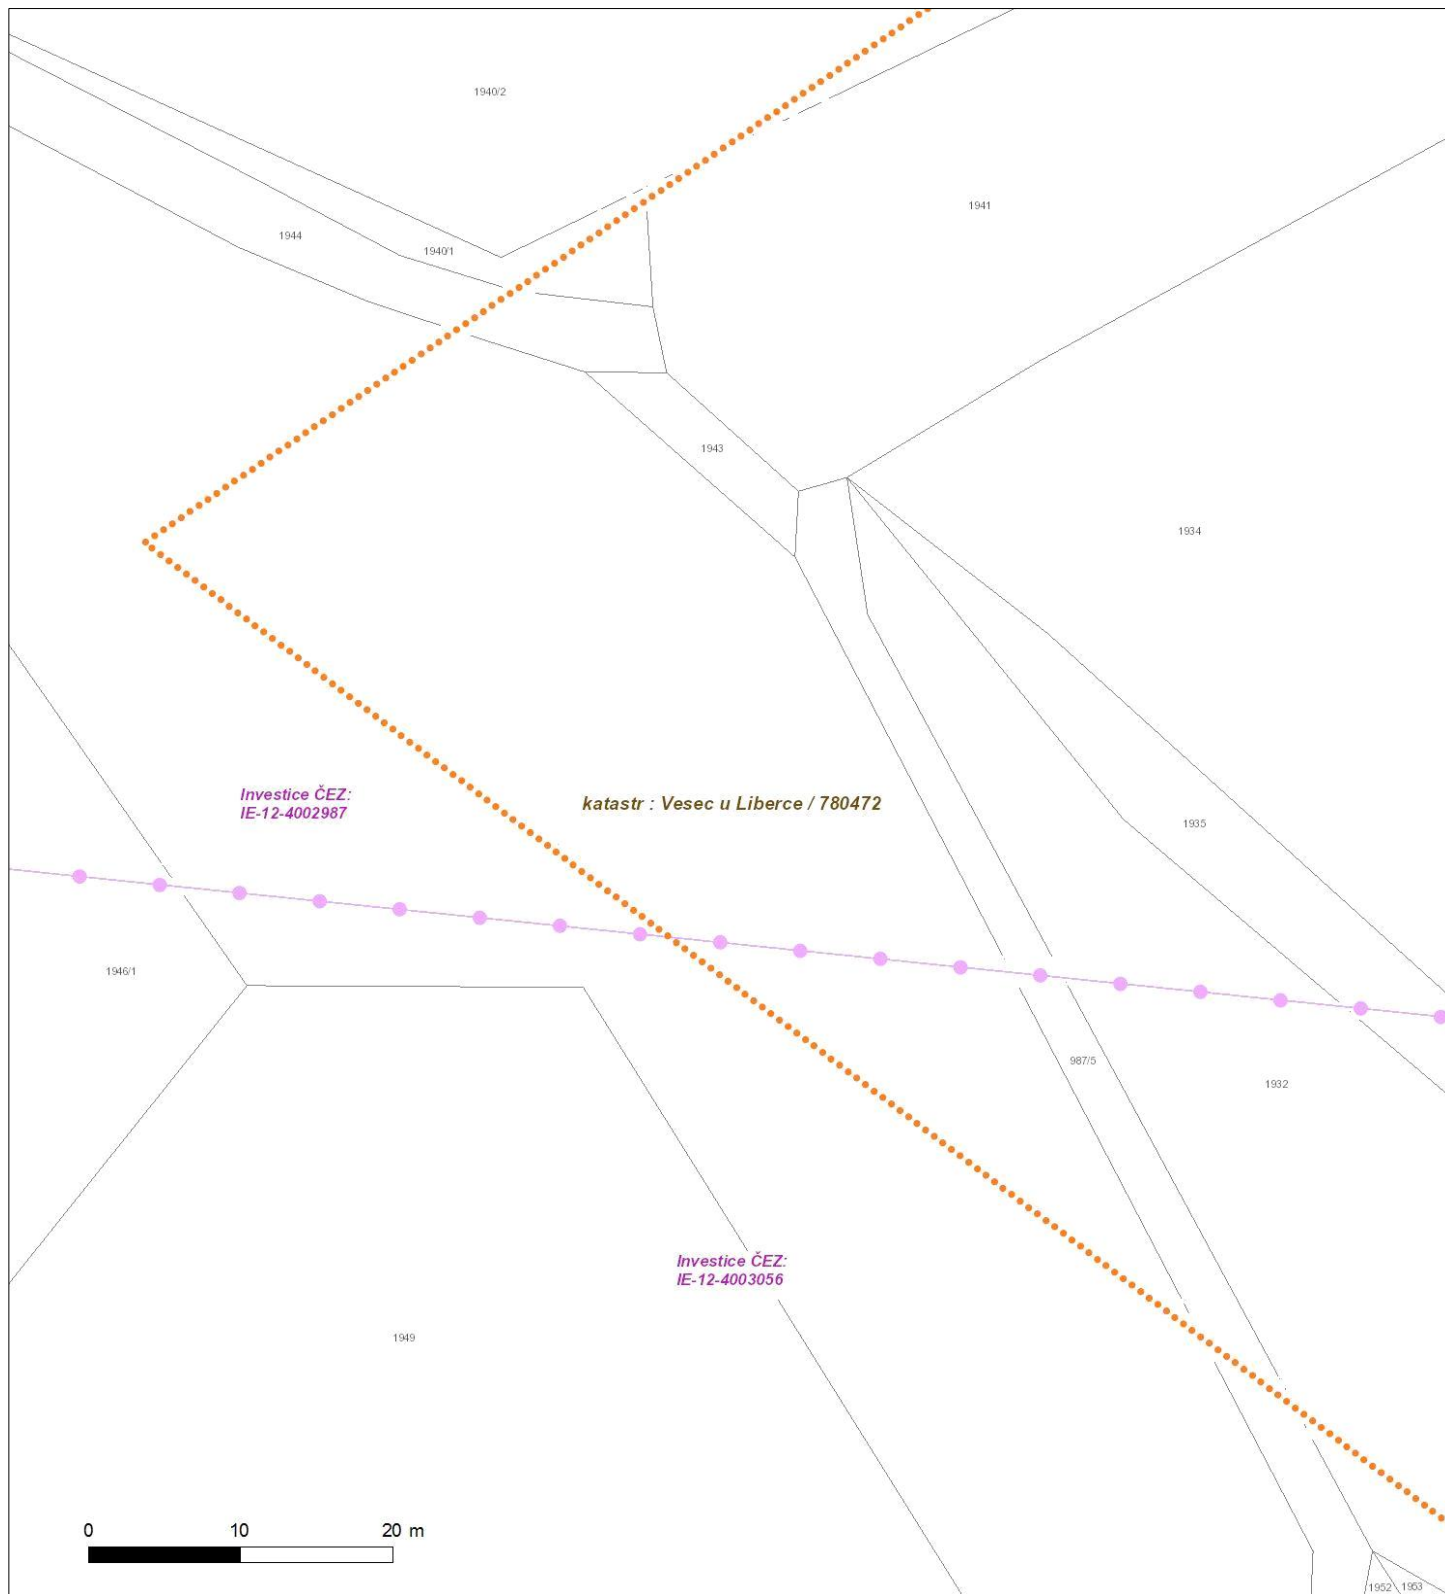 1940/2
1941
1944
1940/1
1943
1934
Investice ČEZ:
IE-12-4002987
katastr : Vesec u Liberce / 780472
1935
1946/1
987/5
1932
Investice ČEZ:
IE-12-4003056
1949
0 10 20 m
1952 1953